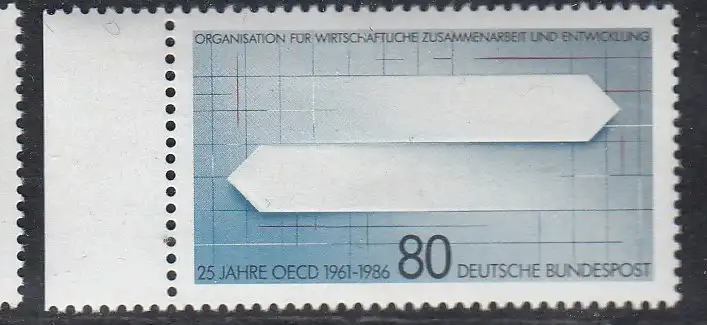 ORGANISATION FÜR WIRTSCHAFTLICHE ZUSAMMENARBEIT UND ENTWICKLUNG
25 JAHRE OECD 1961-1986 80 DEUTSCHE BUNDESPOST